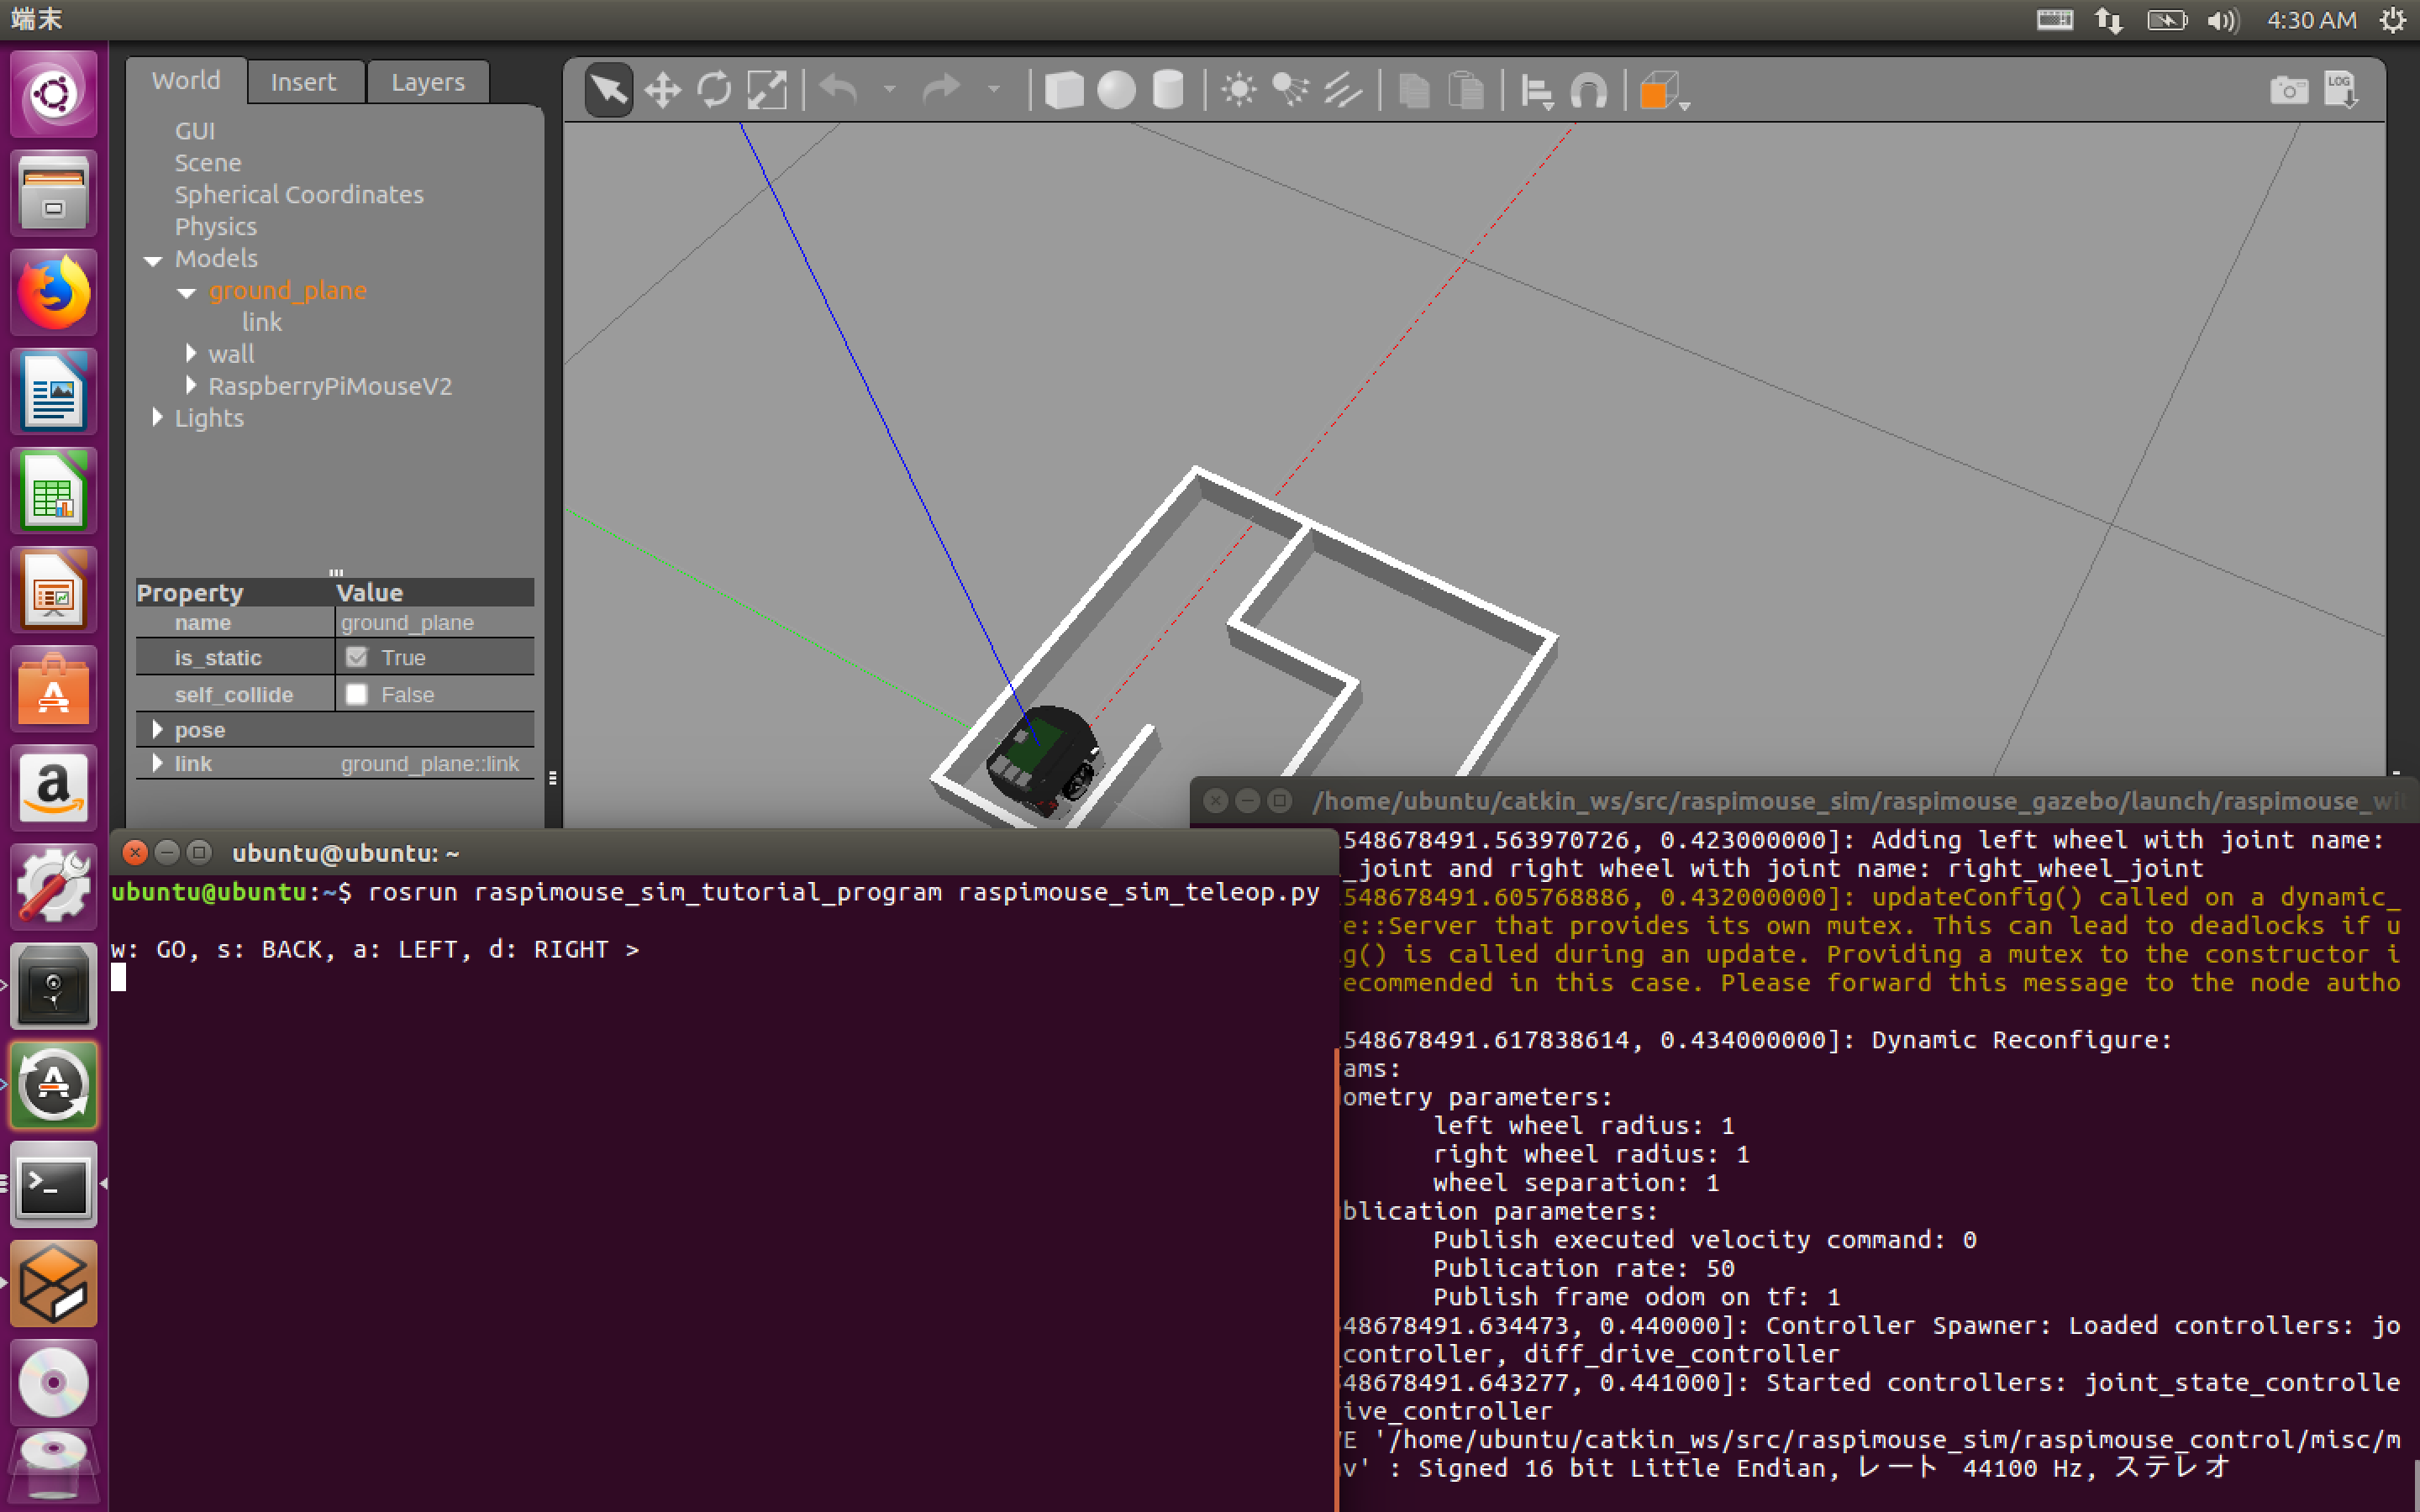 端末
4:30 AM
World Insert Layers
LOG
GUI
Scene
Spherical Coordinates
Physics
Models
ground_plane
link
wall
RaspberryPiMouseV2
Lights
Property Value
name ground_plane
is_static True
self_collide False
pose
link ground_plane::link
ubuntu@ubuntu: ~
ubuntu@ubuntu:~$ rosrun raspimouse_sim_tutorial_program raspimouse_sim_teleop.py
w: GO, s: BACK, a: LEFT, d: RIGHT >
/home/ubuntu/catkin_ws/src/raspimouse_sim/raspimouse_gazebo/launch/raspimouse_wit
548678491.563970726, 0.423000000]: Adding left wheel with joint name:
_joint and right wheel with joint name: right_wheel_joint
548678491.605768886, 0.432000000]: updateConfig() called on a dynamic_
re::Server that provides its own mutex. This can lead to deadlocks if u
g() is called during an update. Providing a mutex to the constructor i
recommended in this case. Please forward this message to the node autho
548678491.617838614, 0.434000000]: Dynamic Reconfigure:
ams:
ometry parameters:
left wheel radius: 1
right wheel radius: 1
wheel separation: 1
blication parameters:
Publish executed velocity command: 0
Publication rate: 50
Publish frame odom on tf: 1
48678491.634473, 0.440000]: Controller Spawner: Loaded controllers: jo
_controller, diff_drive_controller
48678491.643277, 0.441000]: Started controllers: joint_state_controlle
ive_controller
E '/home/ubuntu/catkin_ws/src/raspimouse_sim/raspimouse_control/misc/m
v' : Signed 16 bit Little Endian, レート 44100 Hz, ステレオ